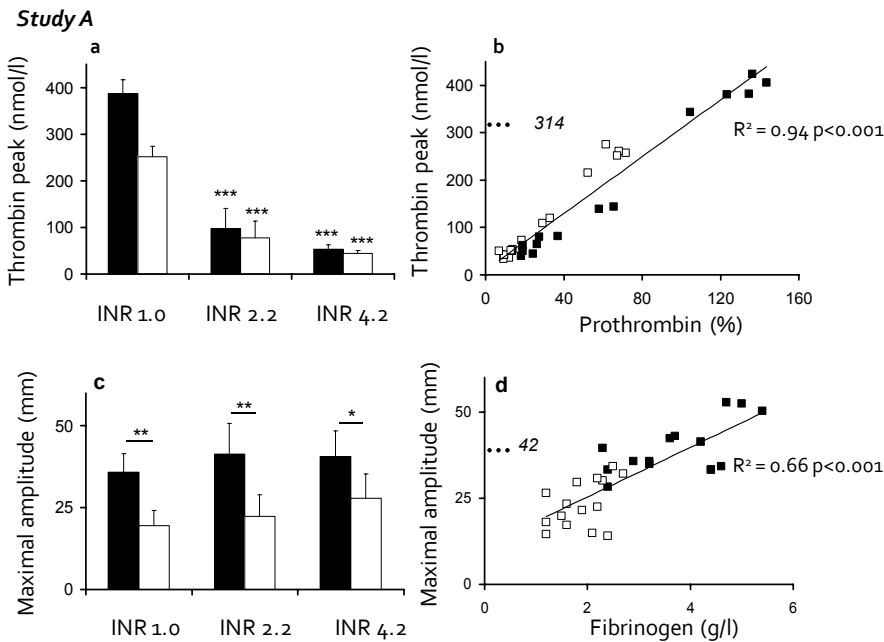 Study A
a
Thrombin peak (nmol/l)
400
300
200
100
0
***
***
***
***
INR 1.0
INR 2.2
INR 4.2
b
Thrombin peak (nmol/l)
400
300
200
100
0
314
R² = 0.94 p<0.001
0
40
80
120
160
Prothrombin (%)
c
Maximal amplitude (mm)
50
25
0
**
**
*
INR 1.0
INR 2.2
INR 4.2
d
Maximal amplitude (mm)
50
25
0
42
R² = 0.66 p<0.001
0
2
4
6
Fibrinogen (g/l)